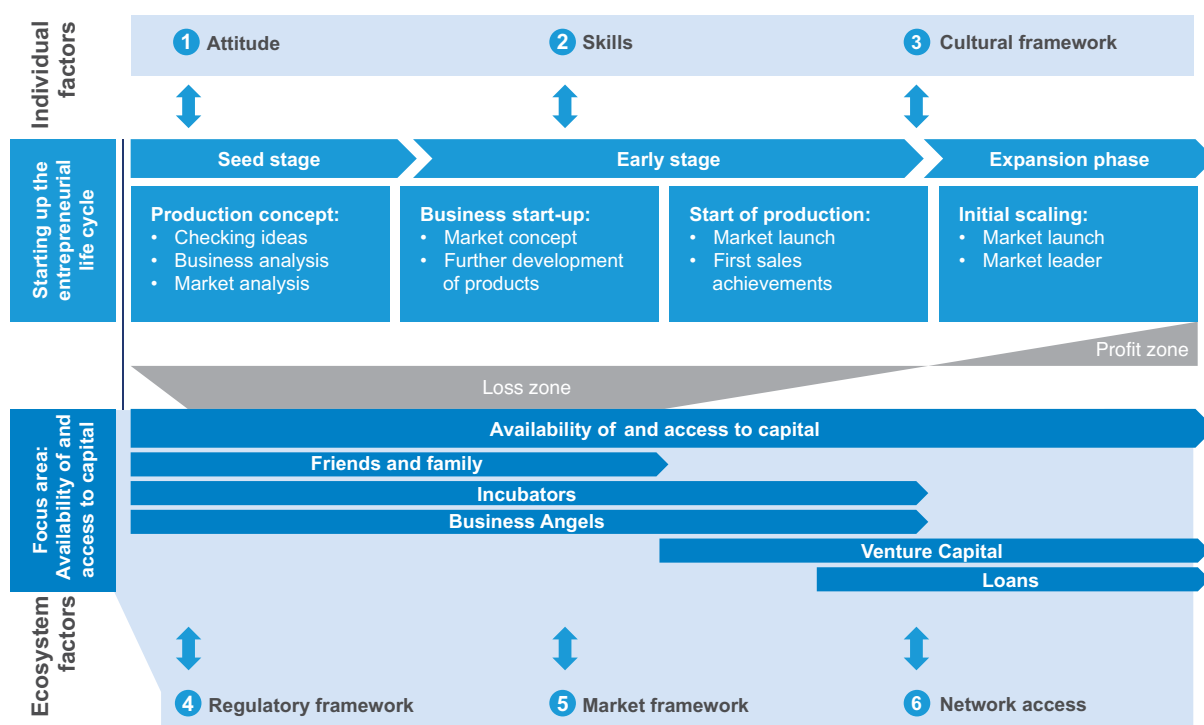 Individual
factors
1 Attitude
2 Skills
3 Cultural framework
Starting up the
entrepreneurial
life cycle
Seed stage
Early stage
Expansion phase
Production concept:
• Checking ideas
• Business analysis
• Market analysis
Business start-up:
• Market concept
• Further development
of products
Start of production:
• Market launch
• First sales
achievements
Initial scaling:
• Market launch
• Market leader
Profit zone
Loss zone
Focus area:
Availability of and
access to capital
Availability of and access to capital
Friends and family
Incubators
Business Angels
Venture Capital
Loans
Ecosystem
factors
4 Regulatory framework
5 Market framework
6 Network access